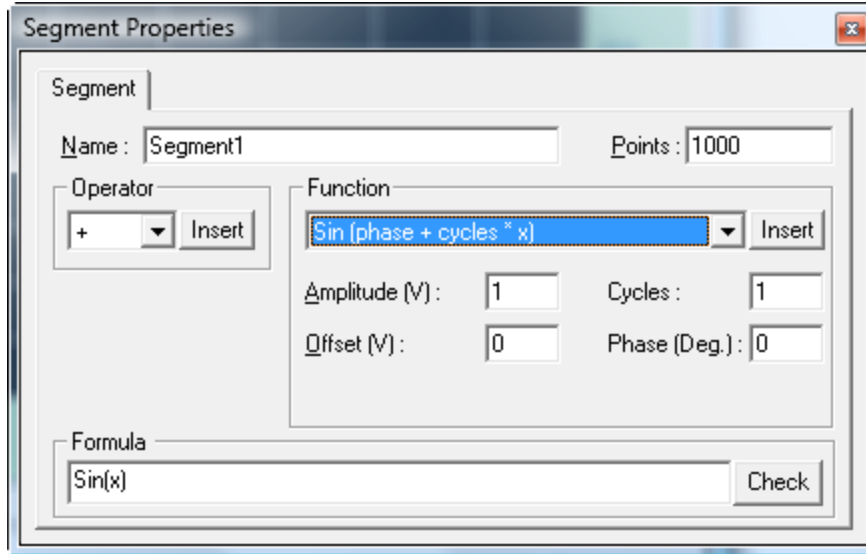 Segment Properties
Segment
Name : Segment1 Points : 1000
Operator Function
+ Insert Sin (phase + cycles * x) Insert
Amplitude (V) : 1 Cycles : 1
Offset (V) : 0 Phase (Deg.) : 0
Formula
Sin(x) Check